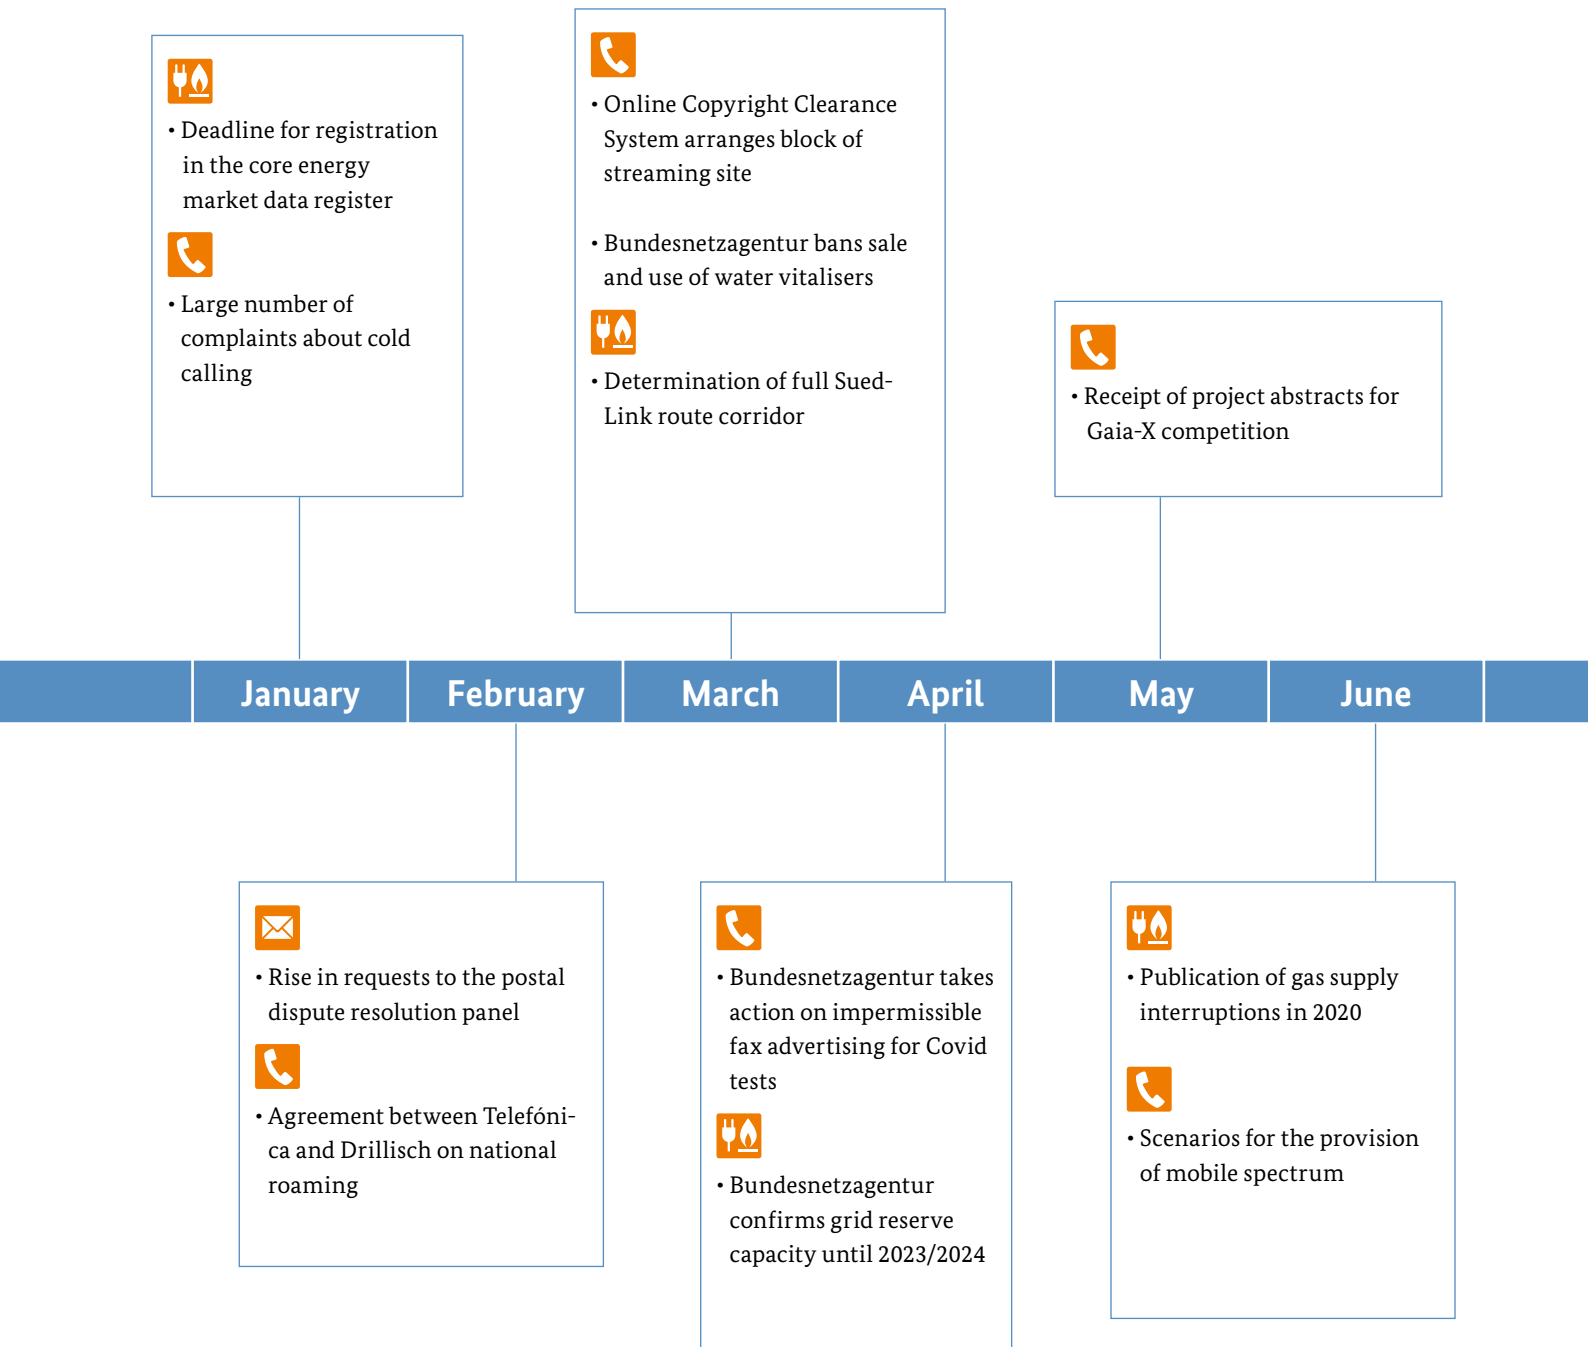 • Deadline for registration
in the core energy
market data register
• Large number of
complaints about cold
calling
• Online Copyright Clearance
System arranges block of
streaming site
• Bundesnetzagentur bans sale
and use of water vitalisers
• Determination of full Sued-
Link route corridor
• Receipt of project abstracts for
Gaia-X competition
January
February
March
April
May
June
• Rise in requests to the postal
dispute resolution panel
• Agreement between Telefóni-
ca and Drillisch on national
roaming
• Bundesnetzagentur takes
action on impermissible
fax advertising for Covid
tests
• Bundesnetzagentur
confirms grid reserve
capacity until 2023/2024
• Publication of gas supply
interruptions in 2020
• Scenarios for the provision
of mobile spectrum